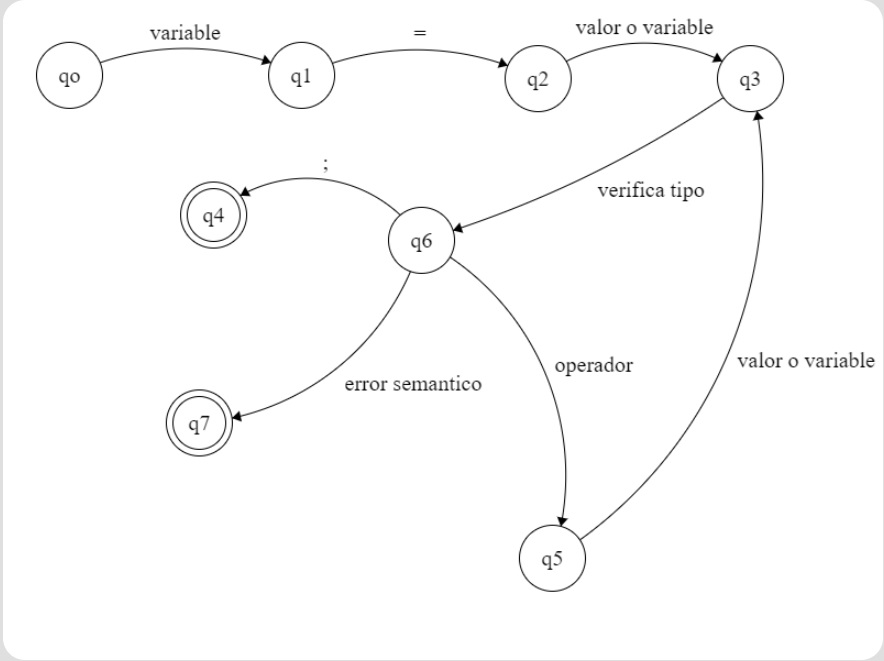 variable
=
valor o variable
qo
q1
q2
q3
;
verifica tipo
q4
q6
operador
valor o variable
error semantico
q7
q5